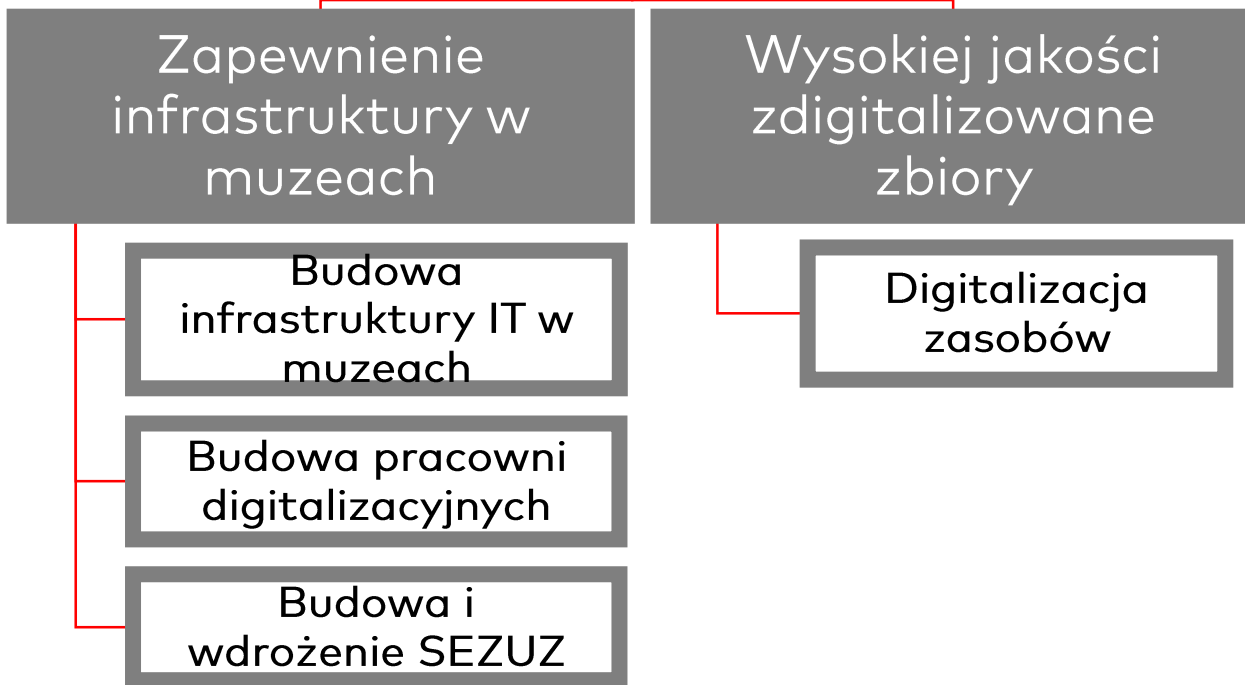 Zapewnienie
infrastruktury w
muzeach
Budowa
infrastruktury IT w
muzeach
Budowa pracowni
digitalizacyjnych
Budowa i
wdrożenie SEZUZ
Wysokiej jakości
zdigitalizowane
zbiory
Digitalizacja
zasobów